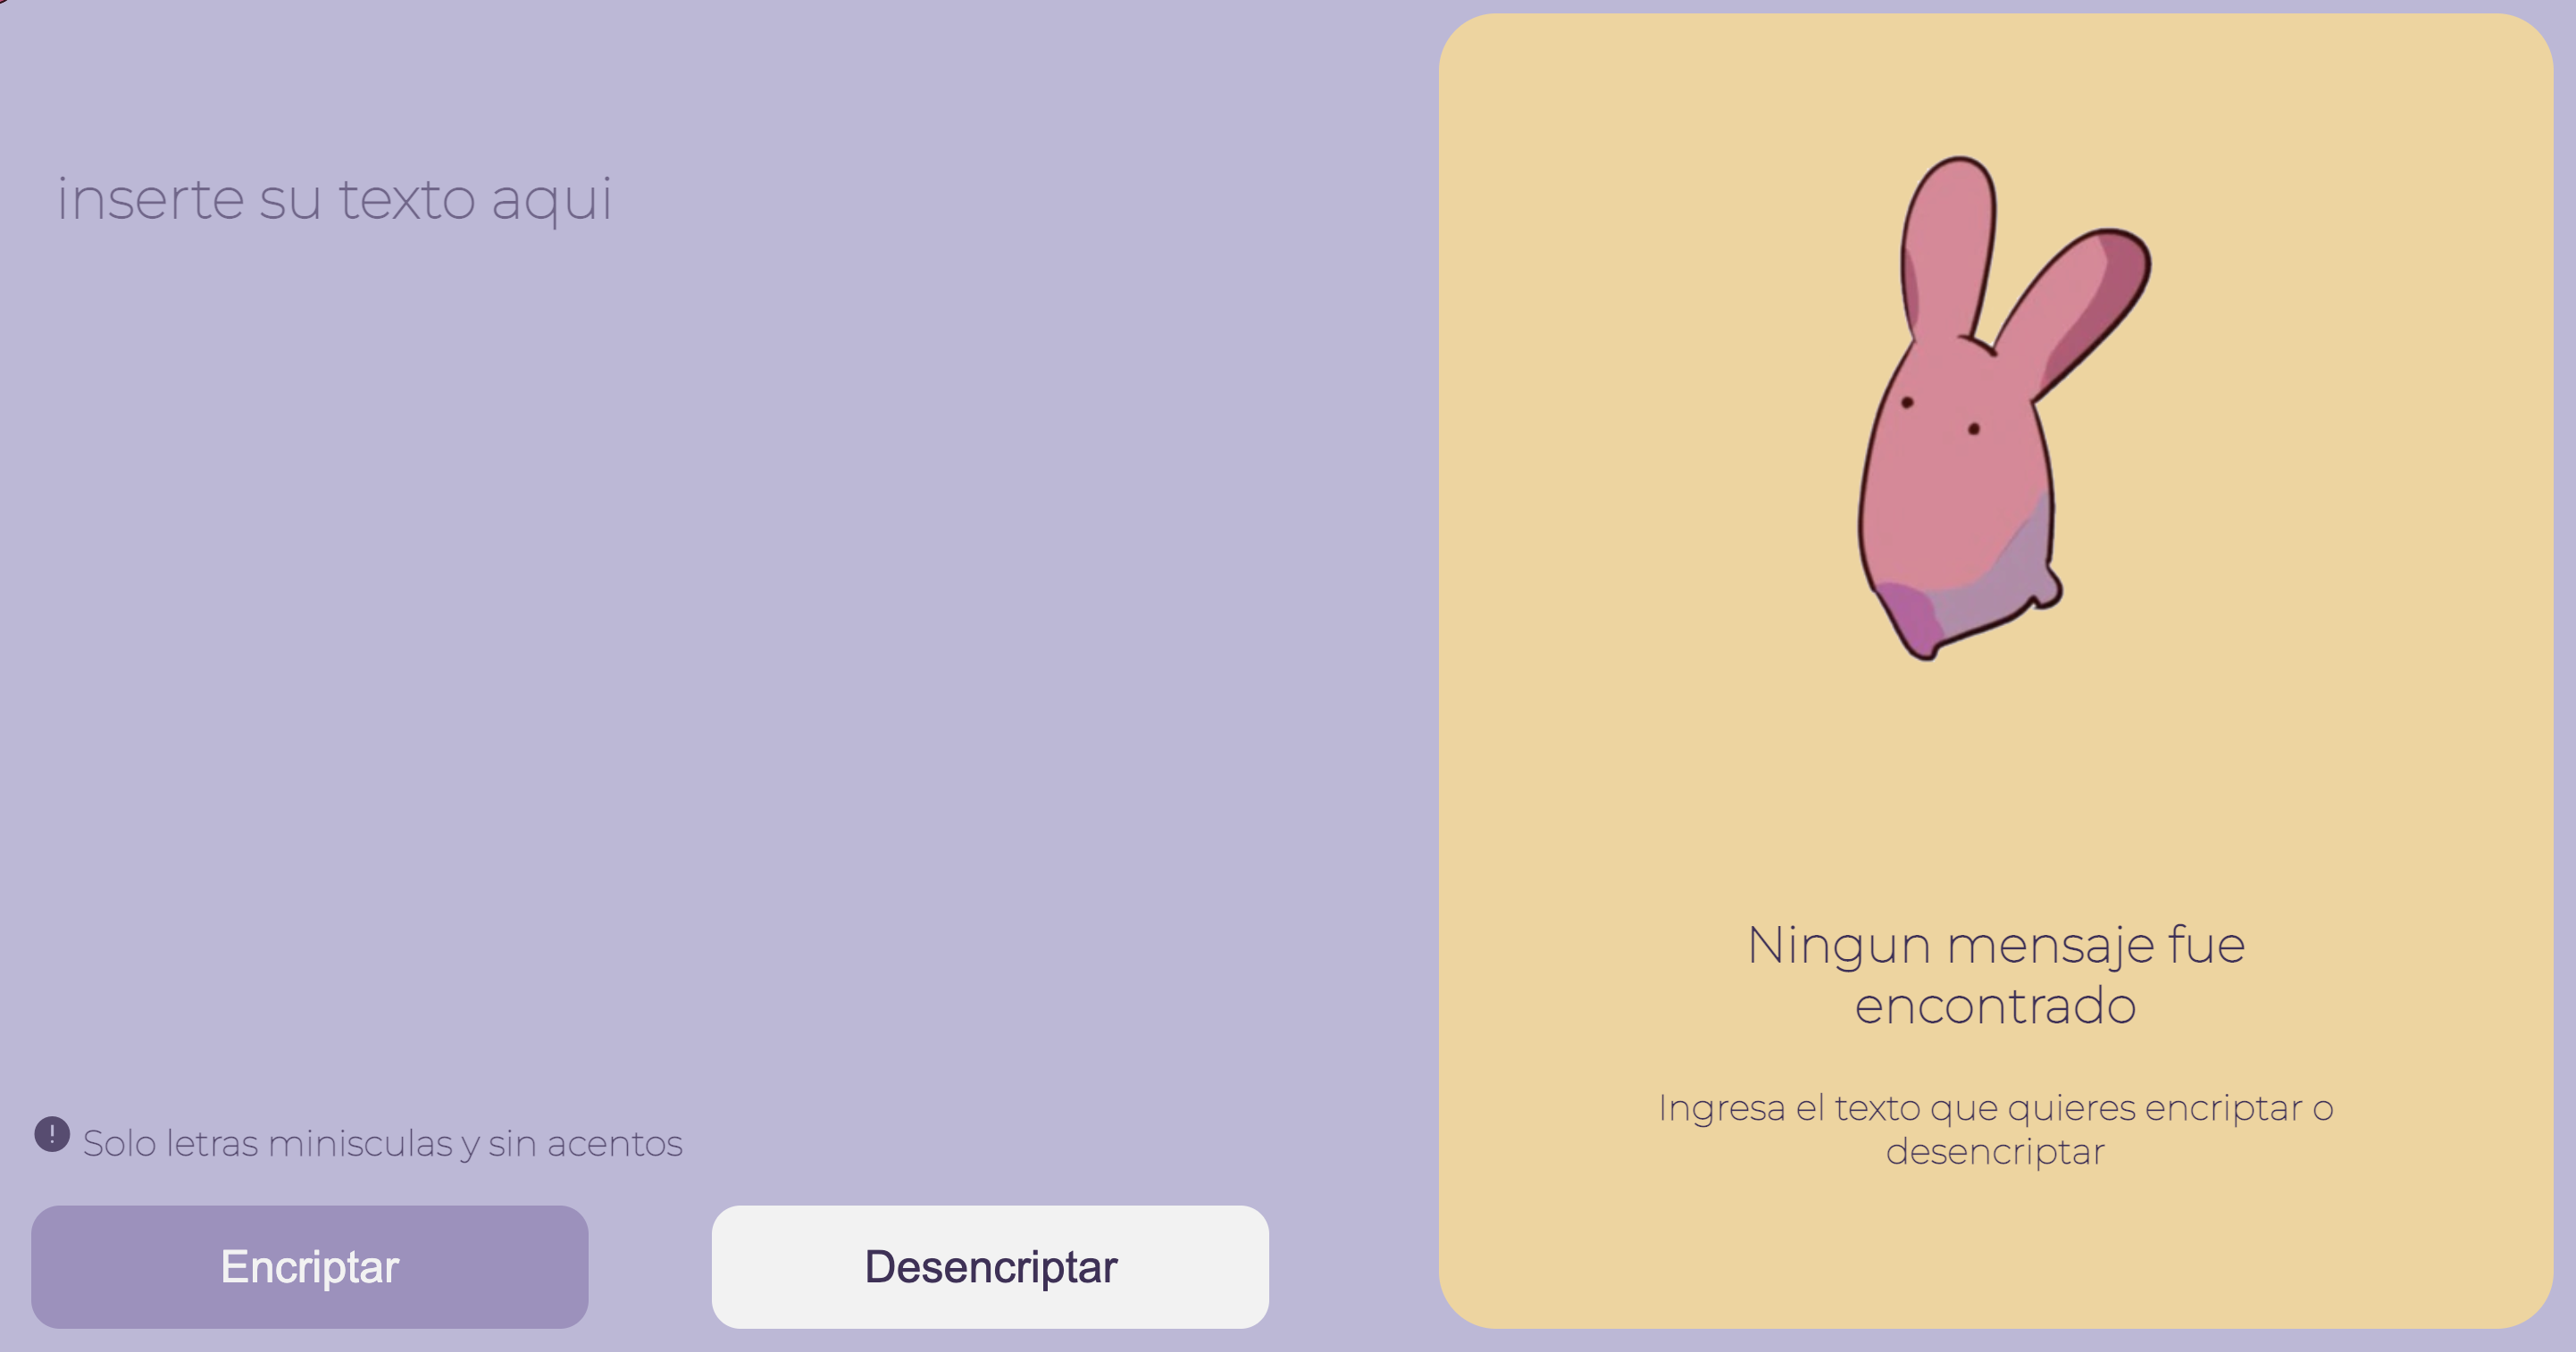 inserte su texto aqui
! Solo letras minisculas y sin acentos
Encriptar
Desencriptar
Ningun mensaje fue
encontrado
Ingresa el texto que quieres encriptar o
desencriptar